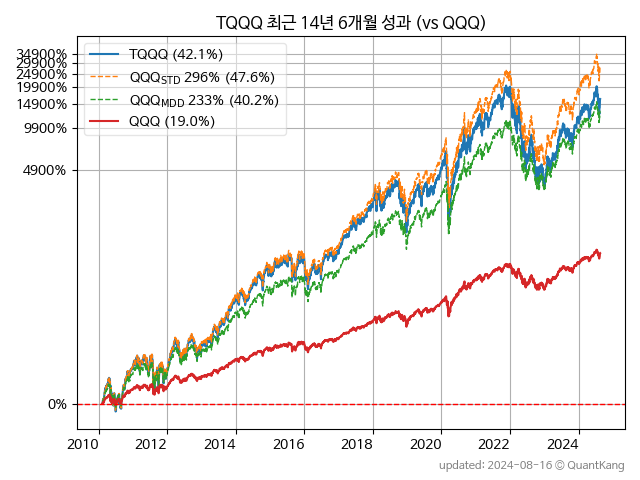 TQQQ 최근 14년 6개월 성과 (vs QQQ)
TQQQ (42.1%)
QQQSTD 296% (47.6%)
QQQMDD 233% (40.2%)
QQQ (19.0%)
34900%
29900%
24900%
19900%
14900%
9900%
4900%
0%
2010 2012 2014 2016 2018 2020 2022 2024
updated: 2024-08-16 © QuantKang